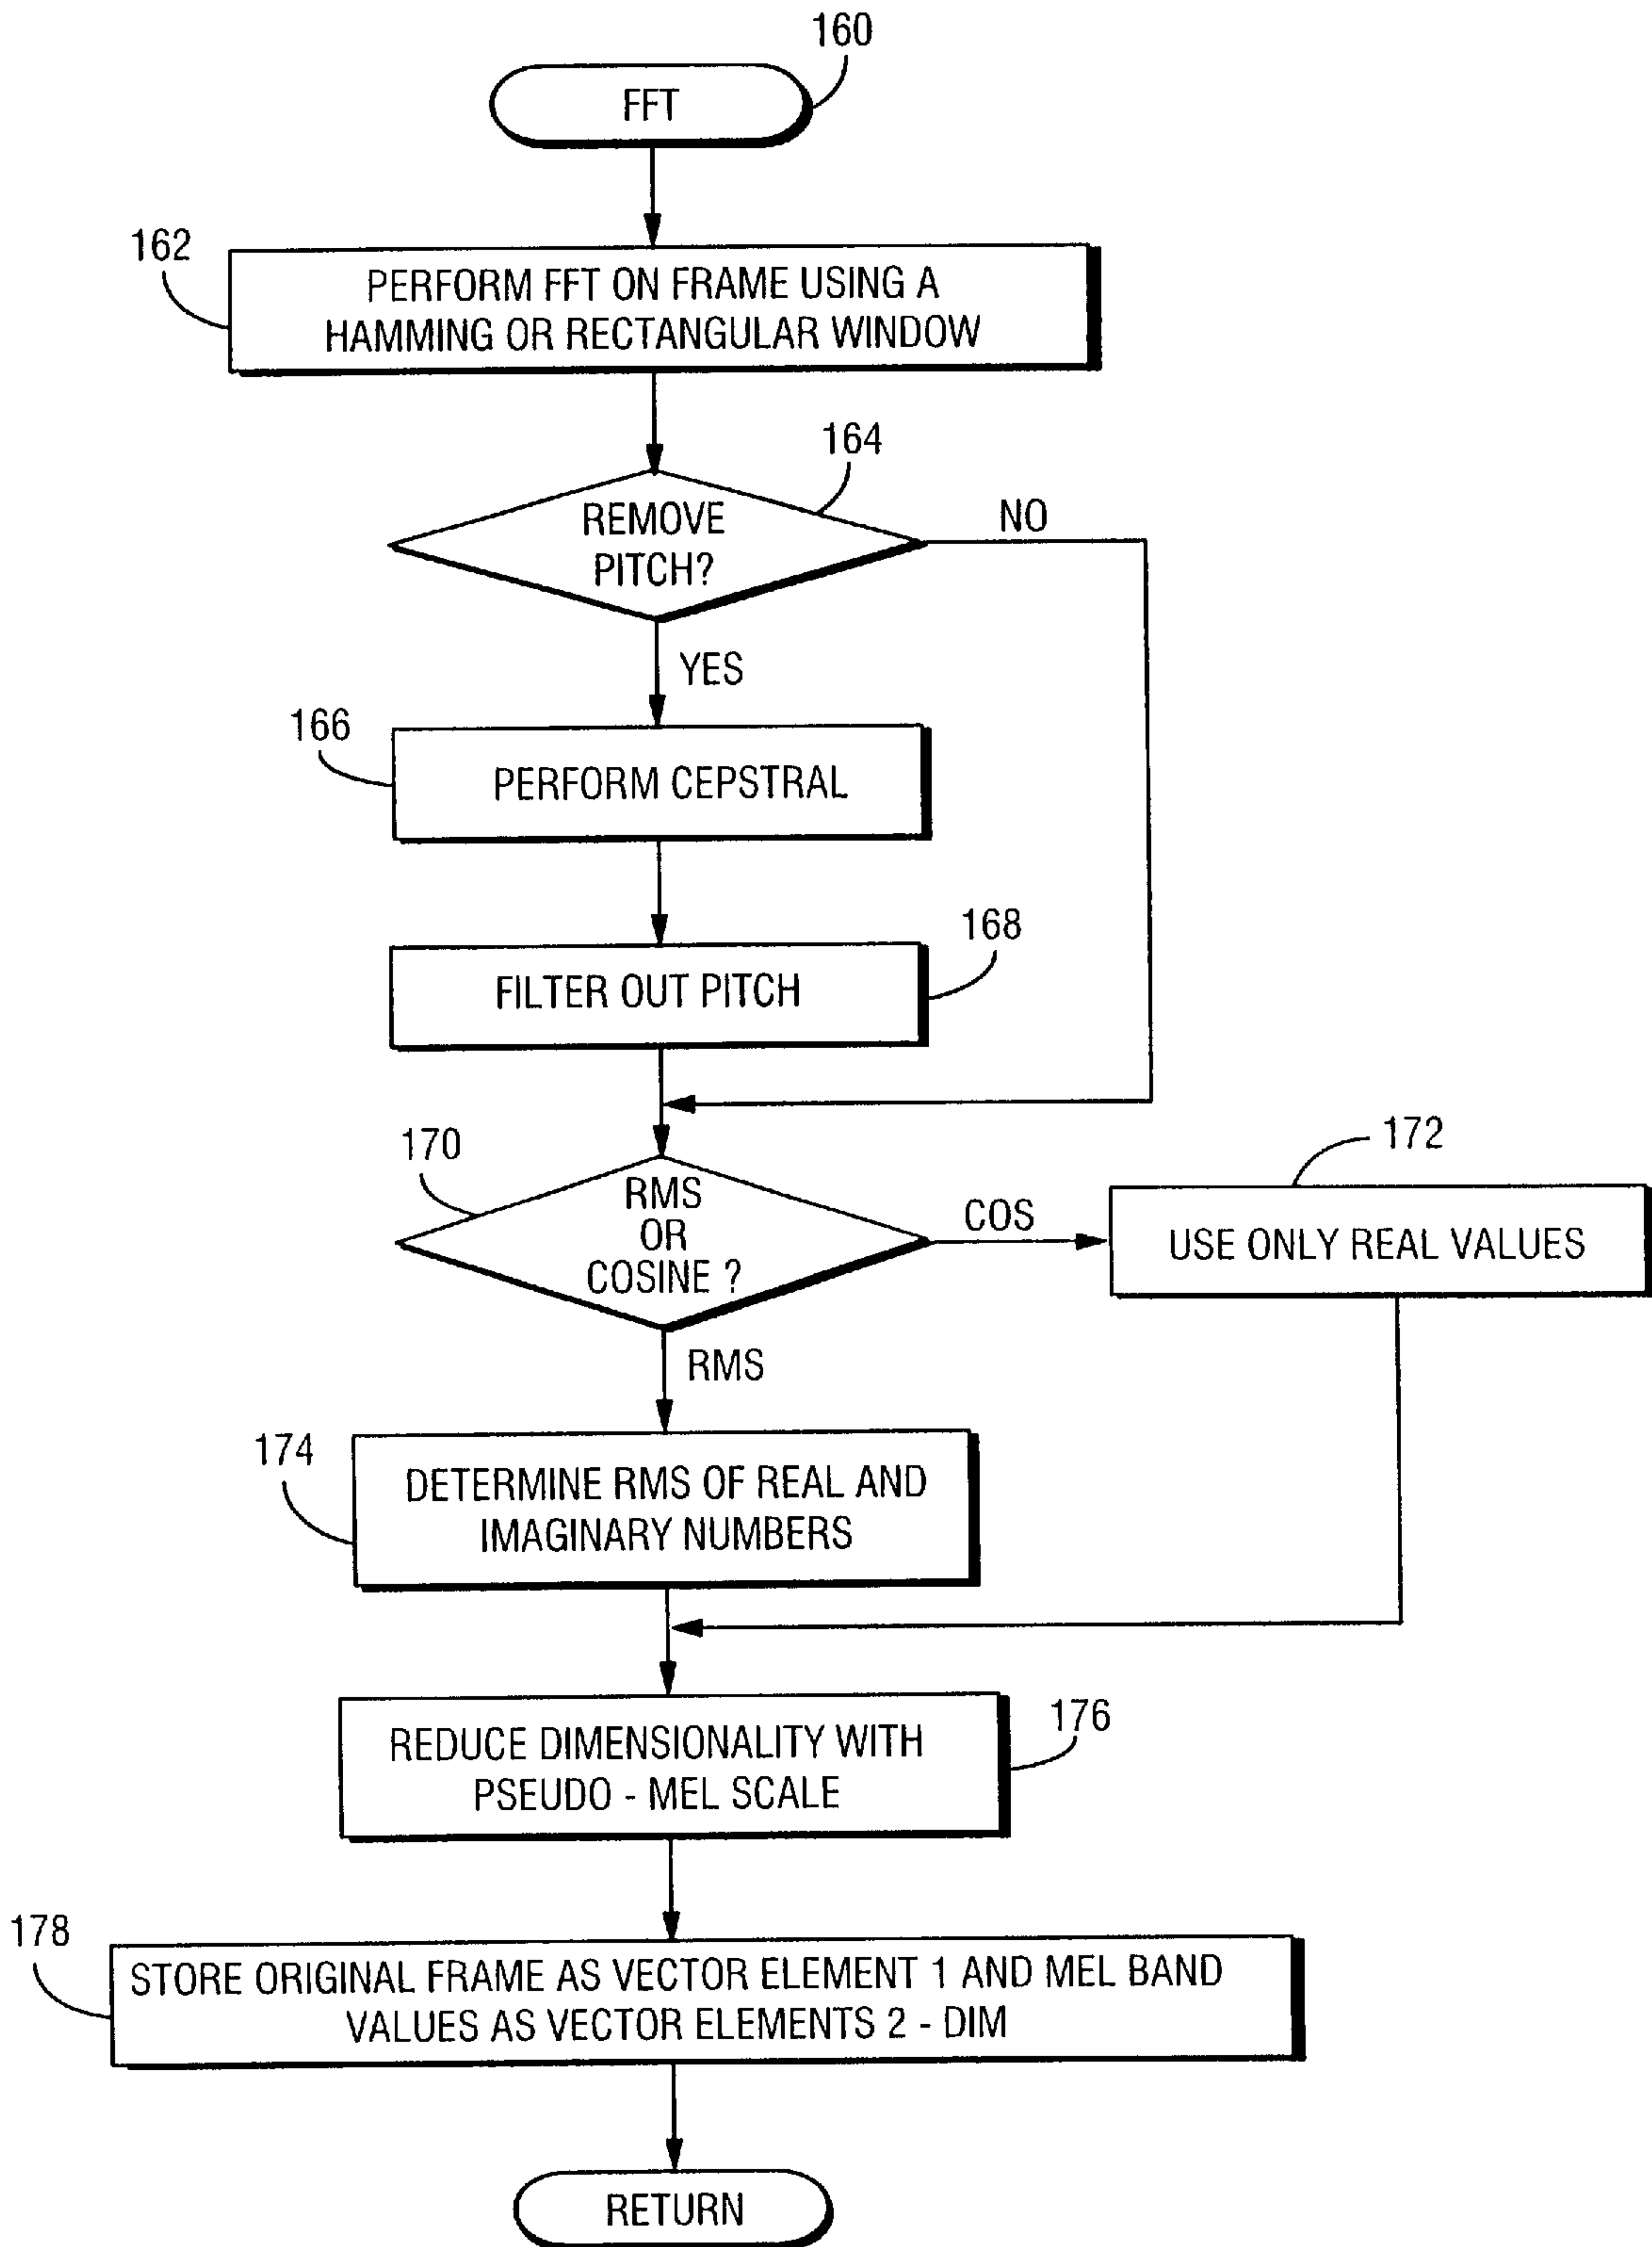 160
FFT
162
PERFORM FFT ON FRAME USING A
HAMMING OR RECTANGULAR WINDOW
164
REMOVE
PITCH?
NO
YES
166
PERFORM CEPSTRAL
168
FILTER OUT PITCH
170
RMS
OR
COSINE ?
COS
172
USE ONLY REAL VALUES
RMS
174
DETERMINE RMS OF REAL AND
IMAGINARY NUMBERS
176
REDUCE DIMENSIONALITY WITH
PSEUDO - MEL SCALE
178
STORE ORIGINAL FRAME AS VECTOR ELEMENT 1 AND MEL BAND
VALUES AS VECTOR ELEMENTS 2 - DIM
RETURN